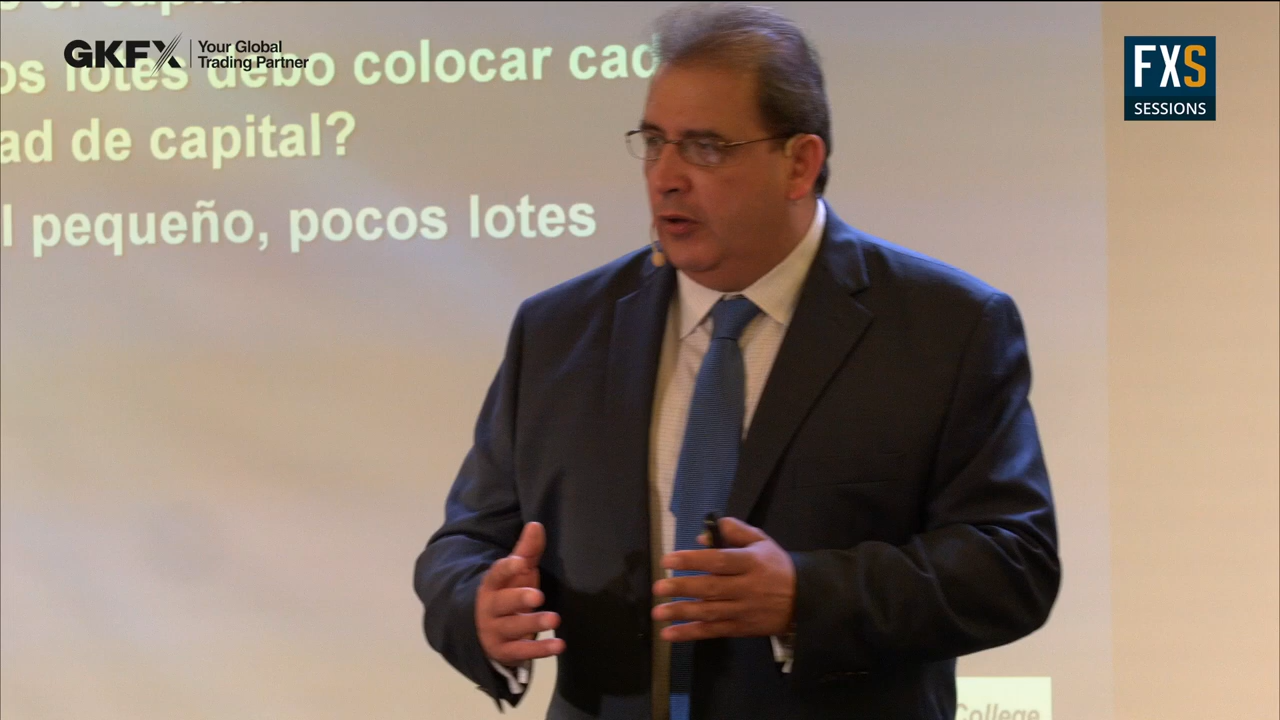 GKFX
Your Global
Trading Partner
FXS
SESSIONS
os lotes debo colocar cad
ad de capital?
l pequeño, pocos lotes
College